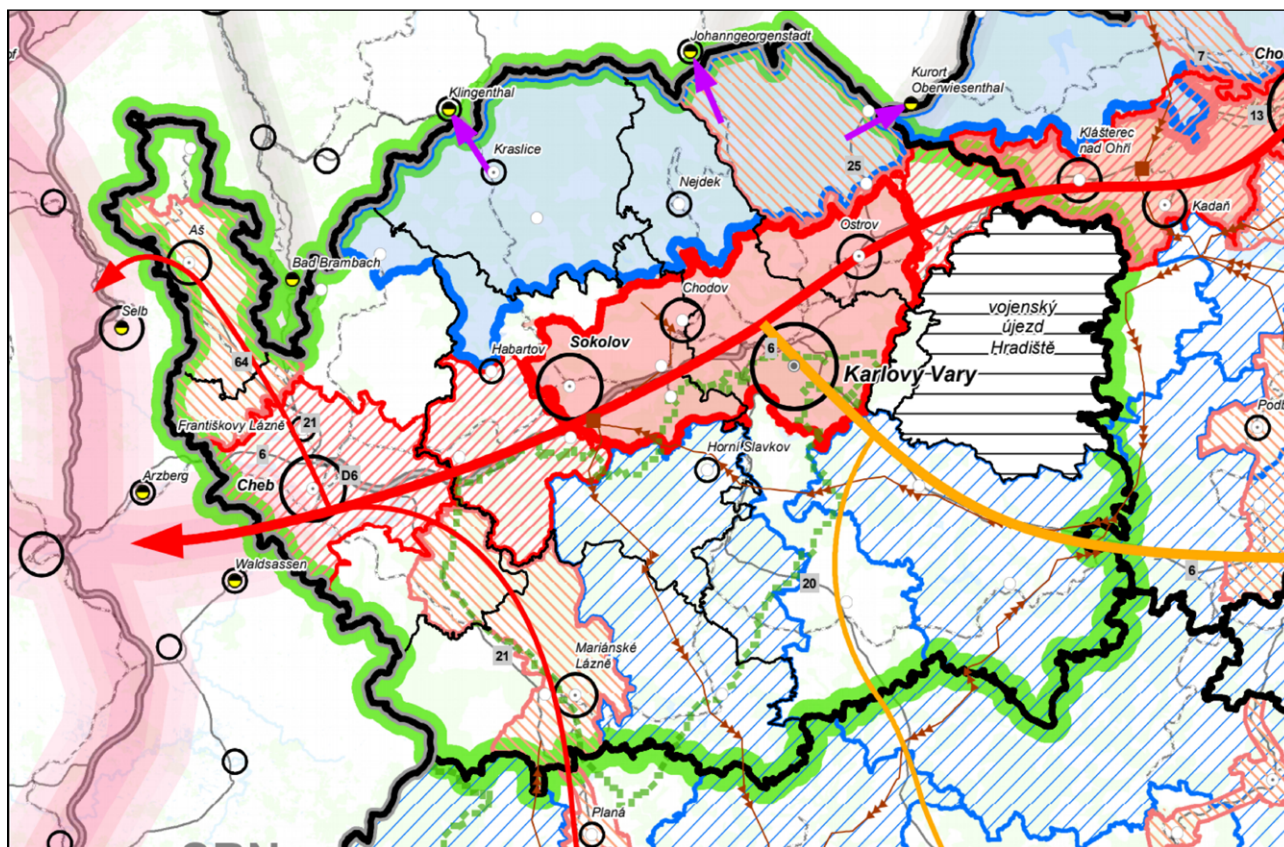 Johanngeorgenstadt
7
Cho
Kurort
Oberwiesenthal
Klingenthal
13
Klášterec
nad Ohří
Kraslice
25
Nejdek
Kadaň
Aš
Ostrov
Bad Brambach
Chodov
vojenský
újezd
Hradiště
Selb
Sokolov
6
64
Habartov
Karlovy Vary
Františkovy Lázně
21
Podb
6
Horní Slavkov
Cheb
D6
Arzberg
Waldsassen
20
6
21
Mariánské
Lázně
Planá